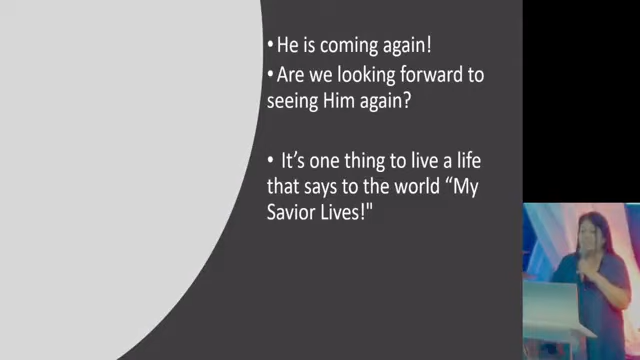 • He is coming again!
• Are we looking forward to
seeing Him again?
• It’s one thing to live a life
that says to the world “My
Savior Lives!"